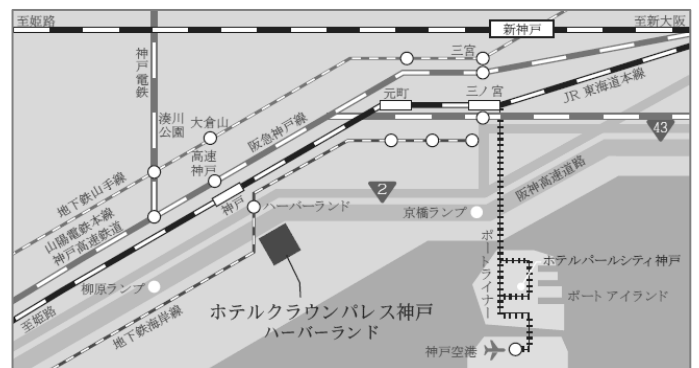 至姫路
新神戸
至新大阪
神戸電鉄
三宮
元町
三ノ宮
JR 東海道本線
湊川
公園
大倉山
阪急神戸線
43
高速
神戸
地下鉄山手線
神戸
2
阪神高速道路
山陽電鉄本線
神戸高速鉄道
ハーバーランド
京橋ランプ
ポートライナー
ホテルパールシティ神戸
柳原ランプ
ポートアイランド
至姫路
地下鉄海岸線
ホテルクラウンパレス神戸
ハーバーランド
神戸空港